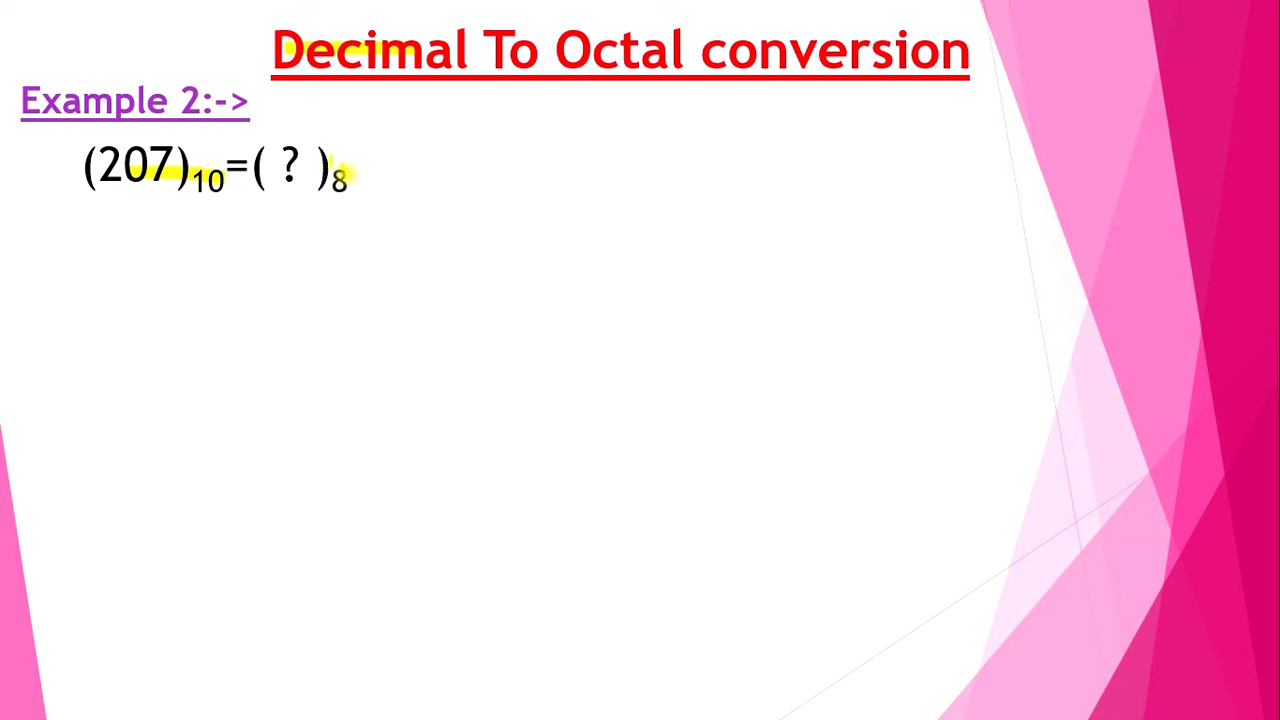 Decimal To Octal conversion
Example 2:->
(207)₁₀=( ? )₈